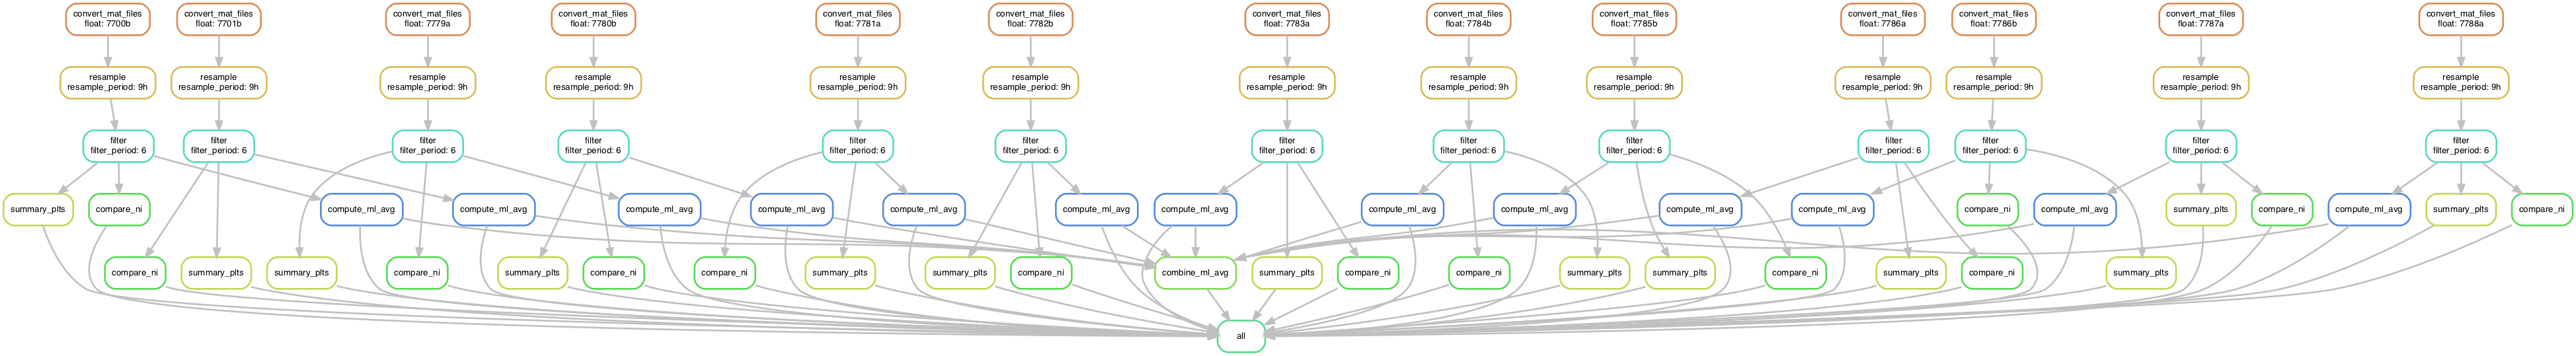 convert_mat_files
float: 7700b
convert_mat_files
float: 7701b
convert_mat_files
float: 7779a
convert_mat_files
float: 7780b
convert_mat_files
float: 7781a
convert_mat_files
float: 7782b
convert_mat_files
float: 7783a
convert_mat_files
float: 7784b
convert_mat_files
float: 7785b
convert_mat_files
float: 7786a
convert_mat_files
float: 7786b
convert_mat_files
float: 7787a
convert_mat_files
float: 7788a
resample
resample_period: 9h
resample
resample_period: 9h
resample
resample_period: 9h
resample
resample_period: 9h
resample
resample_period: 9h
resample
resample_period: 9h
resample
resample_period: 9h
resample
resample_period: 9h
resample
resample_period: 9h
resample
resample_period: 9h
resample
resample_period: 9h
resample
resample_period: 9h
resample
resample_period: 9h
filter
filter_period: 6
filter
filter_period: 6
filter
filter_period: 6
filter
filter_period: 6
filter
filter_period: 6
filter
filter_period: 6
filter
filter_period: 6
filter
filter_period: 6
filter
filter_period: 6
filter
filter_period: 6
filter
filter_period: 6
filter
filter_period: 6
filter
filter_period: 6
summary_plts
compare_ni
compute_ml_avg
compute_ml_avg
compute_ml_avg
compute_ml_avg
compute_ml_avg
compute_ml_avg
compute_ml_avg
compute_ml_avg
compute_ml_avg
compute_ml_avg
compute_ml_avg
compare_ni
compute_ml_avg
summary_plts
compare_ni
compute_ml_avg
summary_plts
compare_ni
compare_ni
summary_plts
summary_plts
compare_ni
summary_plts
compare_ni
compare_ni
summary_plts
summary_plts
compare_ni
combine_ml_avg
summary_plts
compare_ni
compare_ni
summary_plts
summary_plts
compare_ni
summary_plts
compare_ni
summary_plts
all